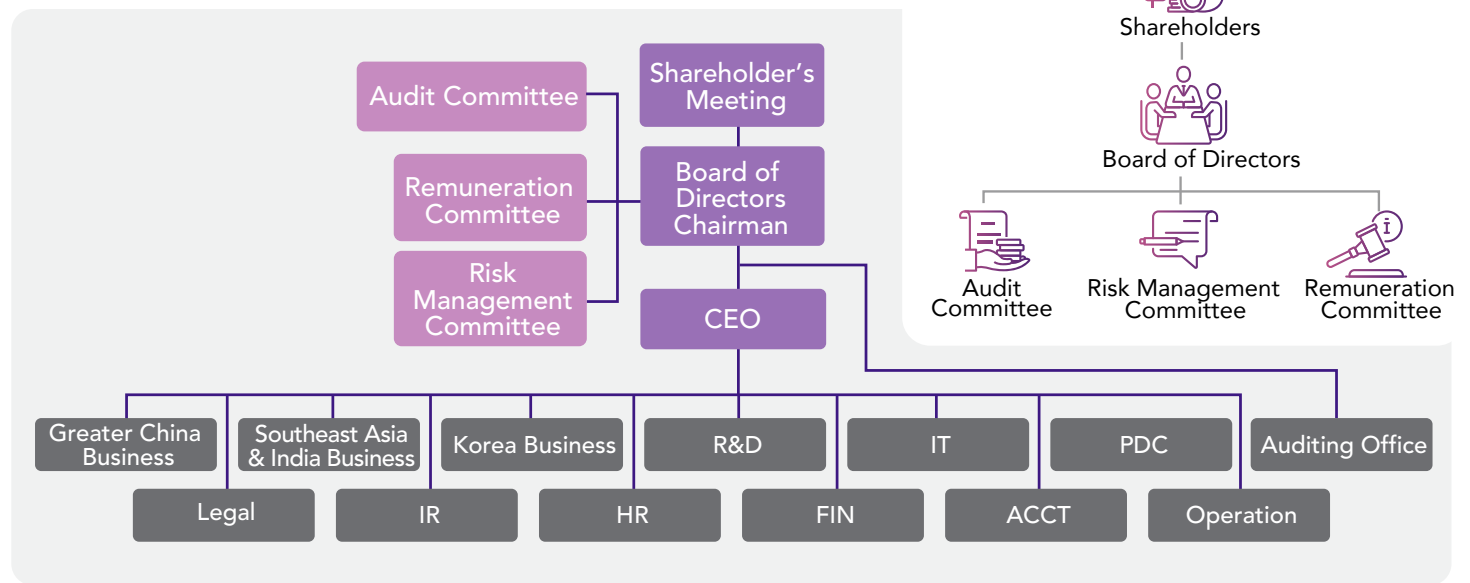 Shareholders
Board of Directors
Audit
Committee
Risk Management
Committee
Remuneration
Committee
Shareholder's
Meeting
Audit Committee
Board of
Directors
Chairman
Remuneration
Committee
Risk
Management
Committee
CEO
Greater China
Business
Southeast Asia
& India Business
Korea Business
R&D
IT
PDC
Auditing Office
Legal
IR
HR
FIN
ACCT
Operation